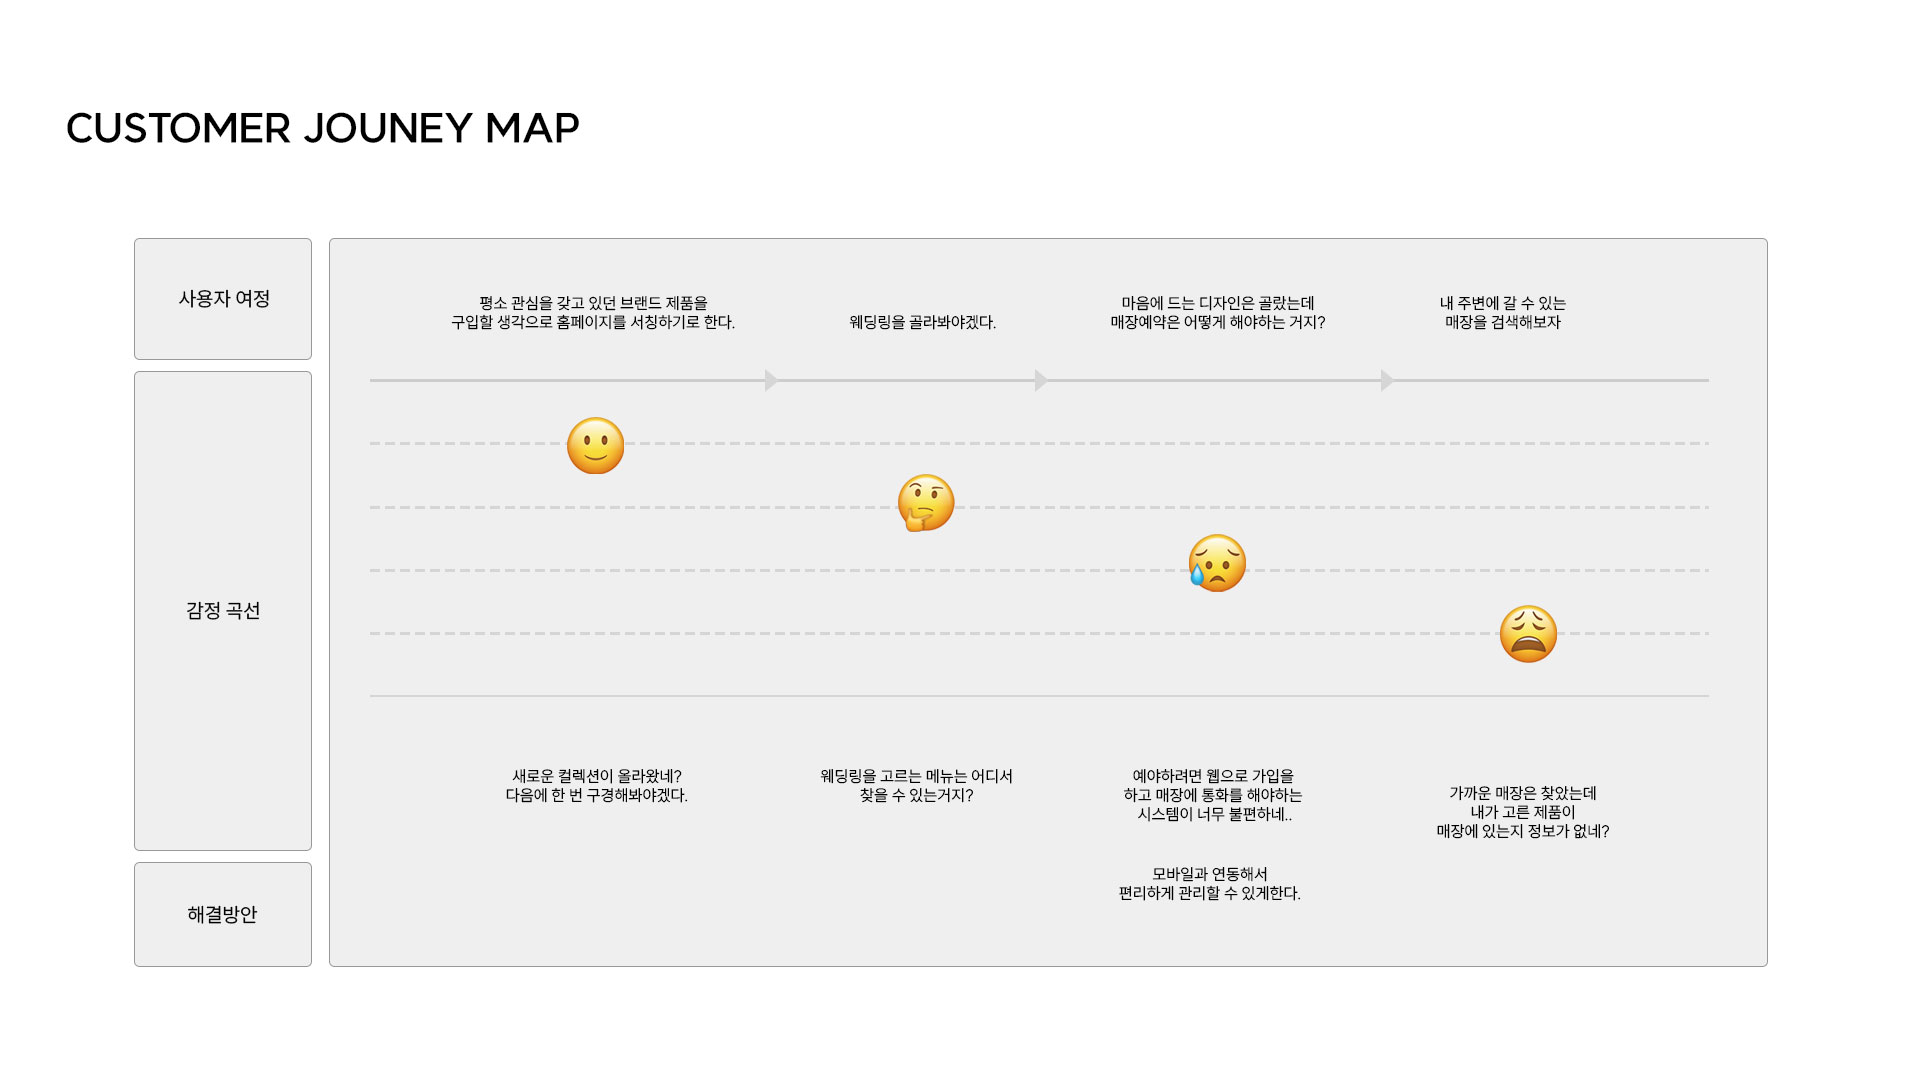 CUSTOMER JOUNEY MAP
사용자 여정
평소 관심을 갖고 있던 브랜드 제품을
구입할 생각으로 홈페이지를 서칭하기로 한다.
웨딩링을 골라봐야겠다.
마음에 드는 디자인은 골랐는데
매장예약은 어떻게 해야하는 거지?
내 주변에 갈 수 있는
매장을 검색해보자
감정 곡선
새로운 컬렉션이 올라왔네?
다음에 한 번 구경해봐야겠다.
웨딩링을 고르는 메뉴는 어디서
찾을 수 있는거지?
예야하려면 웹으로 가입을
하고 매장에 통화를 해야하는
시스템이 너무 불편하네..
가까운 매장은 찾았는데
내가 고른 제품이
매장에 있는지 정보가 없네?
해결방안
모바일과 연동해서
편리하게 관리할 수 있게한다.